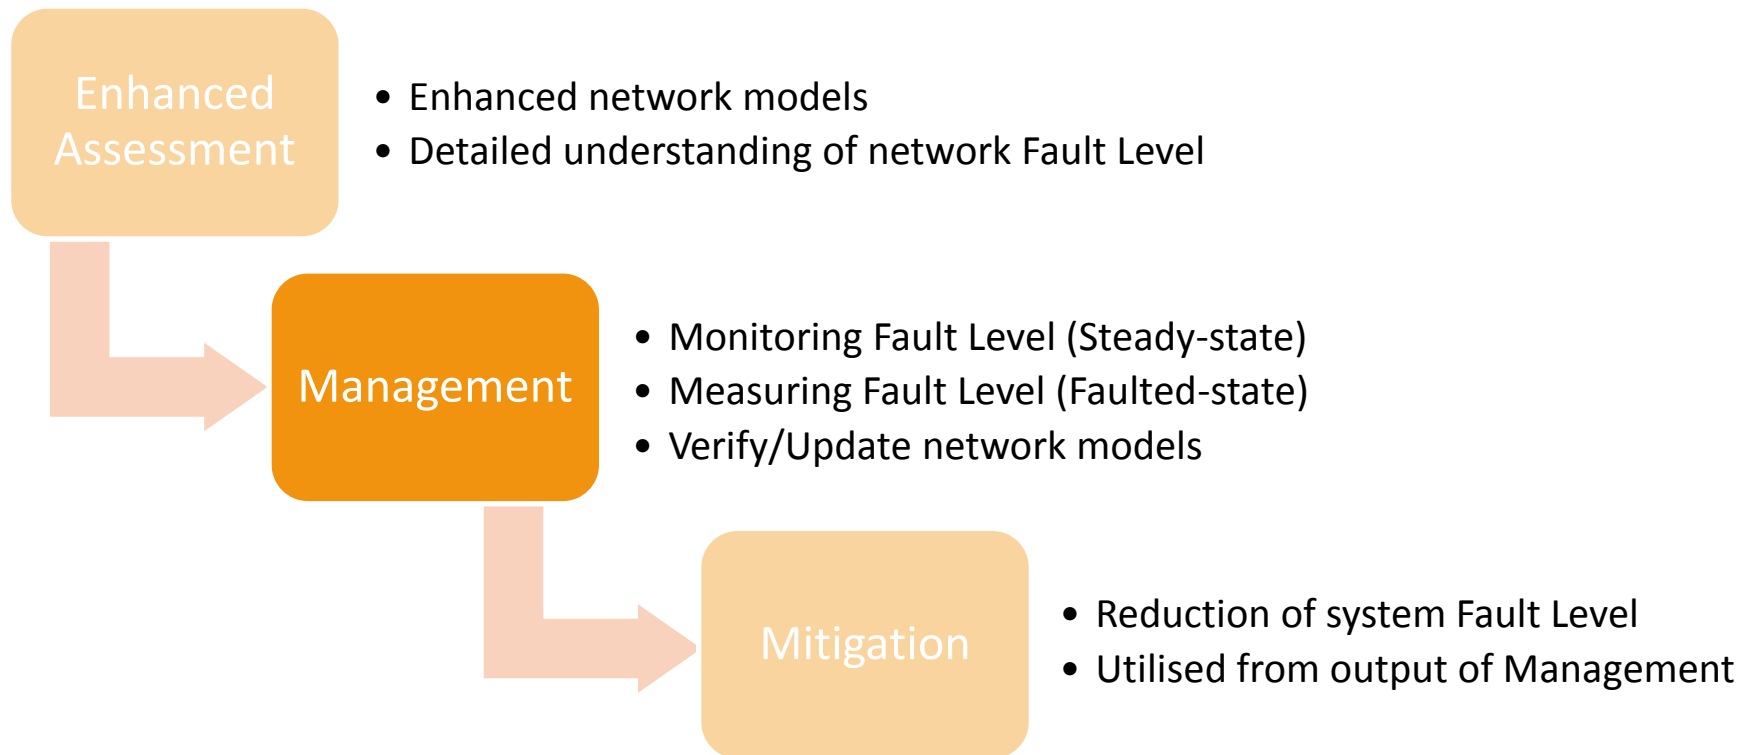 Enhanced
Assessment
• Enhanced network models
• Detailed understanding of network Fault Level
Management
• Monitoring Fault Level (Steady-state)
• Measuring Fault Level (Faulted-state)
• Verify/Update network models
Mitigation
• Reduction of system Fault Level
• Utilised from output of Management